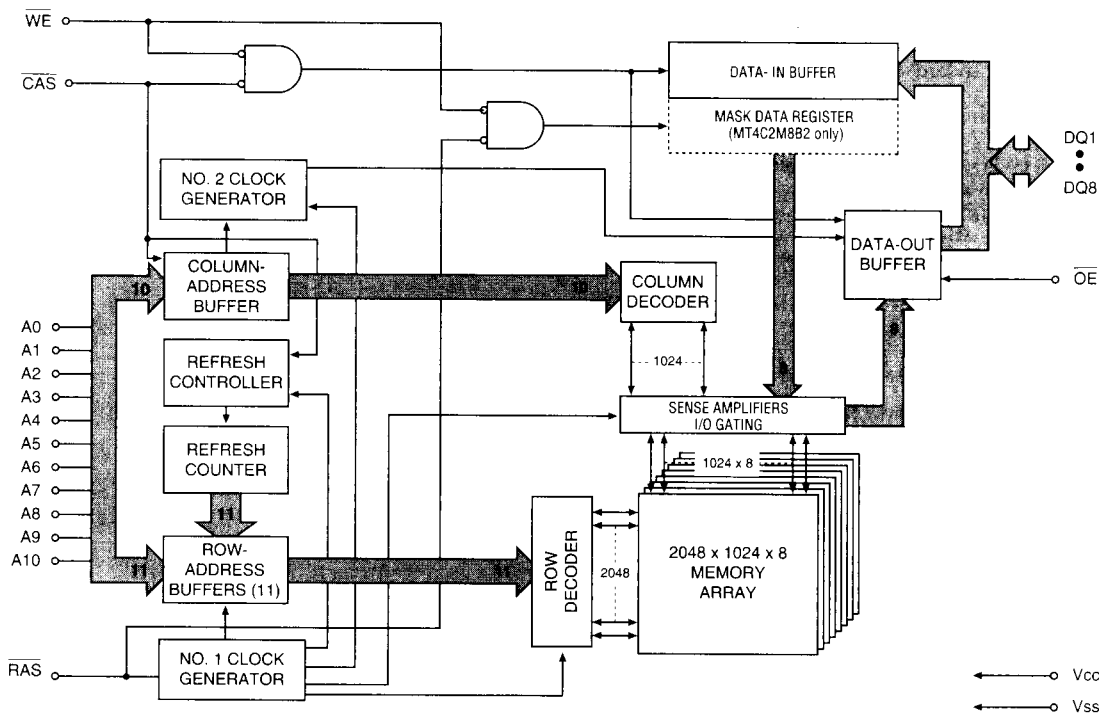 WE
CAS
DATA- IN BUFFER
MASK DATA REGISTER
(MT4C2M8B2 only)
DQ1
DQ8
NO. 2 CLOCK
GENERATOR
DATA-OUT
BUFFER
OE
10
COLUMN-
ADDRESS
BUFFER
10
COLUMN
DECODER
8
A0
A1
A2
A3
A4
A5
A6
A7
A8
A9
A10
REFRESH
CONTROLLER
1024
8
SENSE AMPLIFIERS
I/O GATING
REFRESH
COUNTER
1024 x 8
11
11
ROW-
ADDRESS
BUFFERS (11)
11
ROW
DECODER
2048
2048 x 1024 x 8
MEMORY
ARRAY
RAS
NO. 1 CLOCK
GENERATOR
Vcc
Vss